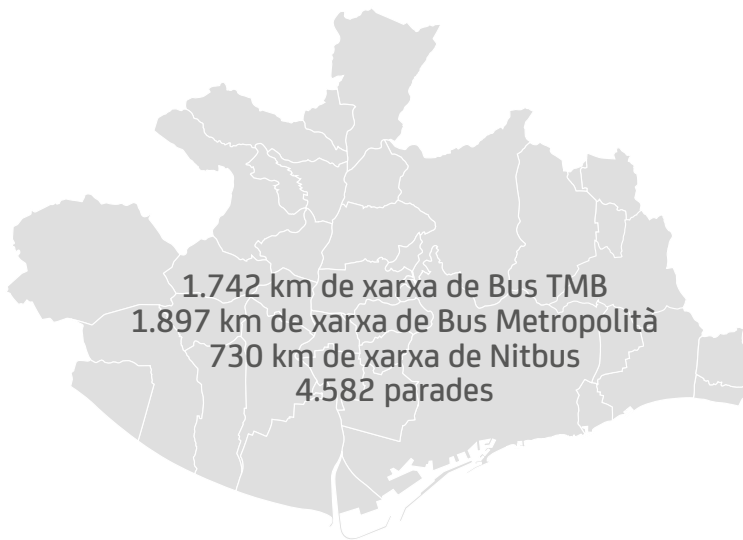 1.742 km de xarxa de Bus TMB
1.897 km de xarxa de Bus Metropolità
730 km de xarxa de Nitbus
4.582 parades